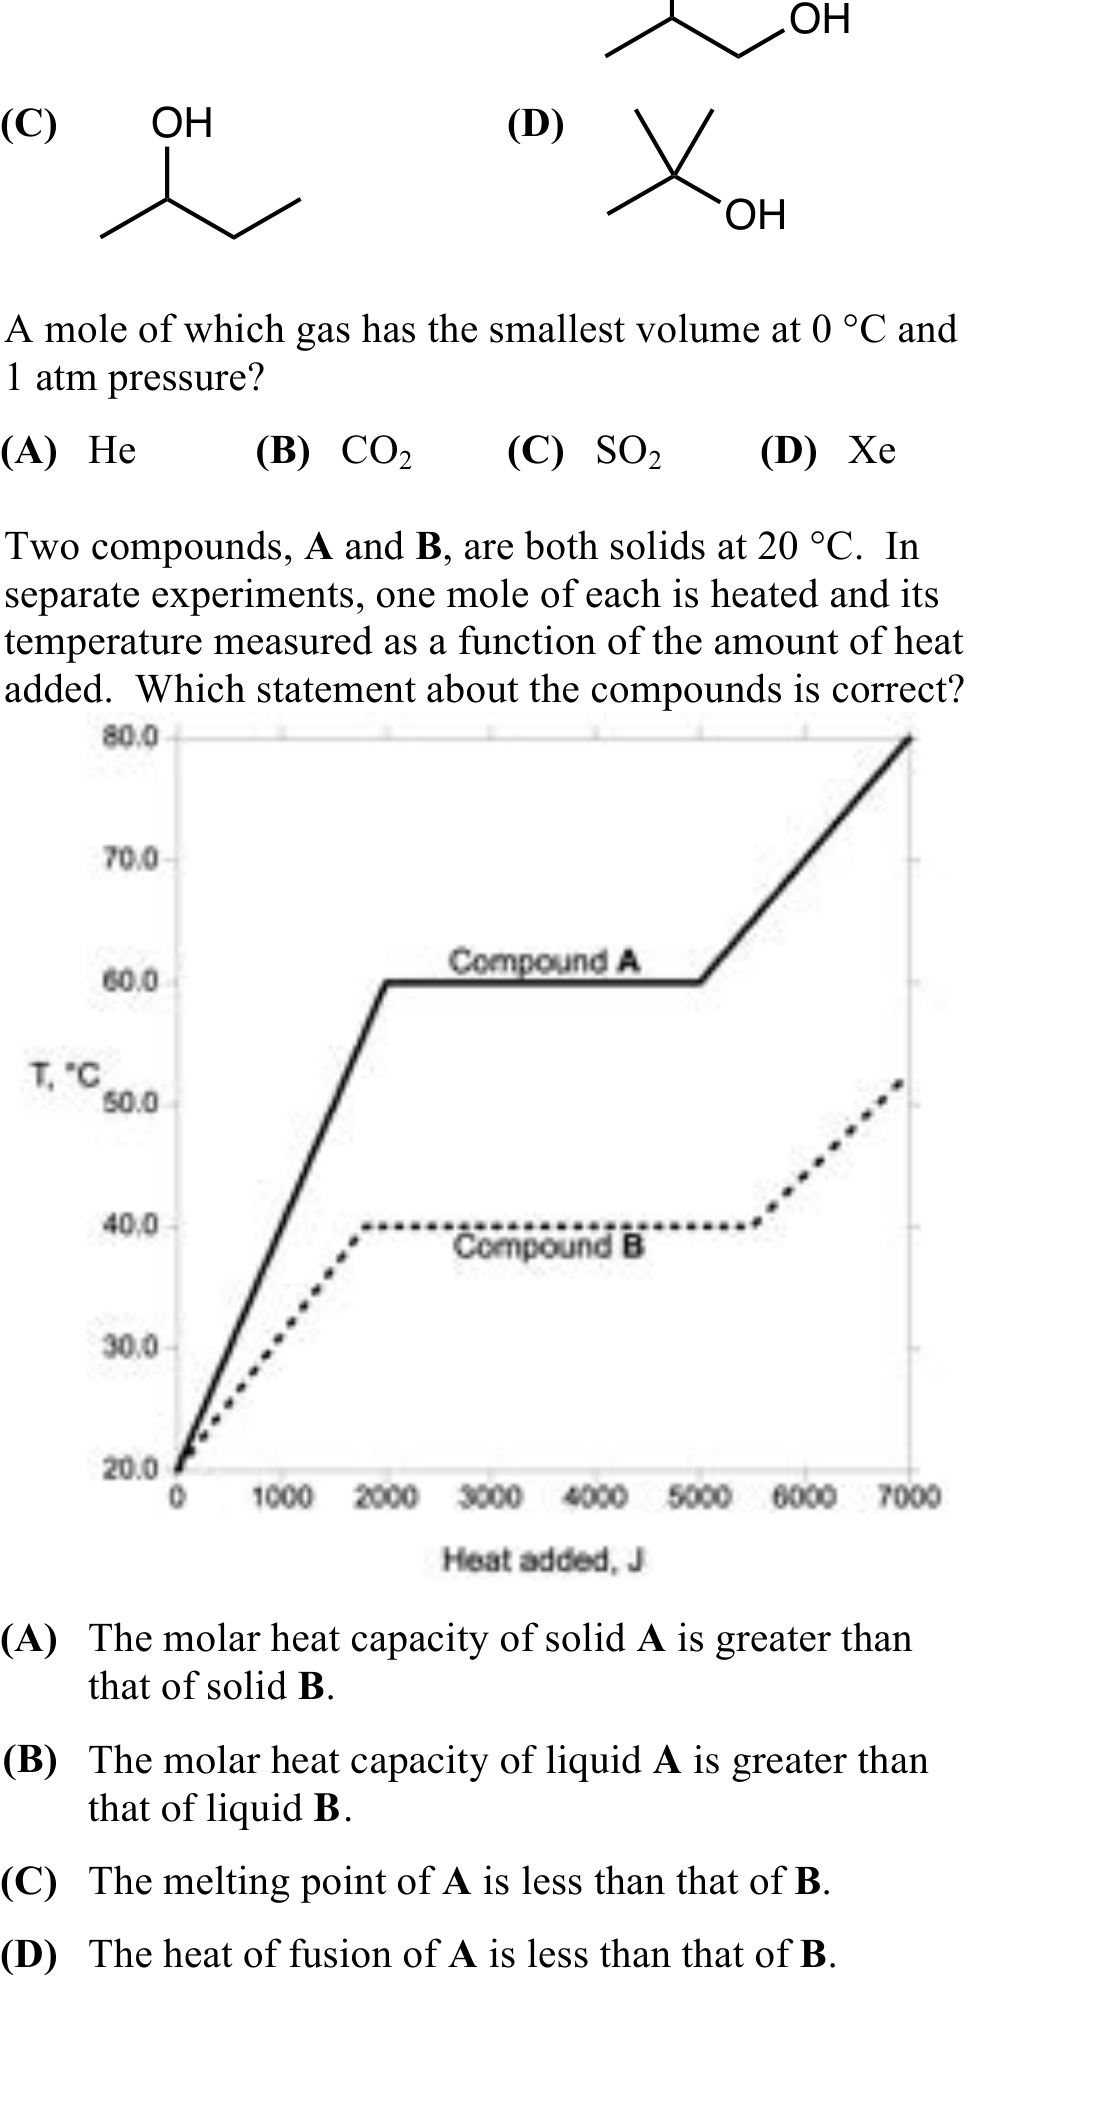 OH
(C) OH (D)
OH
A mole of which gas has the smallest volume at 0 °C and
1 atm pressure?
(A) He (B) CO₂ (C) SO₂ (D) Xe
Two compounds, A and B, are both solids at 20 °C. In
separate experiments, one mole of each is heated and its
temperature measured as a function of the amount of heat
added. Which statement about the compounds is correct?
80.0
70.0
Compound A
60.0
T, °C
50.0
40.0
Compound B
30.0
20.0
0 1000 2000 3000 4000 5000 6000 7000
Heat added, J
(A) The molar heat capacity of solid A is greater than
that of solid B.
(B) The molar heat capacity of liquid A is greater than
that of liquid B.
(C) The melting point of A is less than that of B.
(D) The heat of fusion of A is less than that of B.